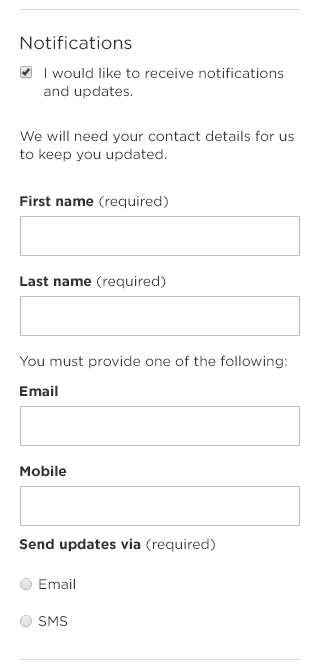 Notifications
I would like to receive notifications
and updates.
We will need your contact details for us
to keep you updated.
First name (required)
Last name (required)
You must provide one of the following:
Email
Mobile
Send updates via (required)
Email
SMS